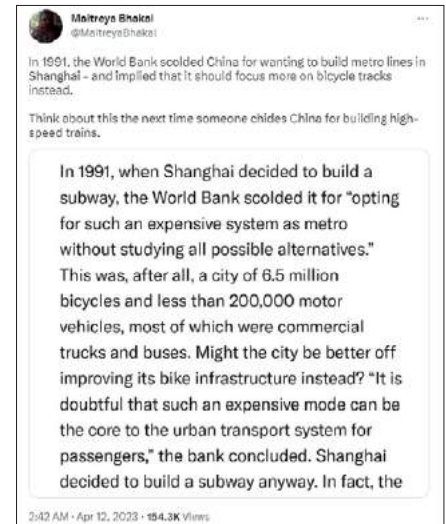 Maitreya Bhakal
@MaitreyaBhakal
In 1991, the World Bank scolded China for wanting to build metro lines in
Shanghai - and implied that it should focus more on bicycle tracks
instead.
Think about this the next time someone chides China for building high-
speed trains.
In 1991, when Shanghai decided to build a
subway, the World Bank scolded it for “opting
for such an expensive system as metro
without studying all possible alternatives.”
This was, after all, a city of 6.5 million
bicycles and less than 200,000 motor
vehicles, most of which were commercial
trucks and buses. Might the city be better off
improving its bike infrastructure instead? “It is
doubtful that such an expensive mode can be
the core to the urban transport system for
passengers,” the bank concluded. Shanghai
decided to build a subway anyway. In fact, the
2:42 AM · Apr 12, 2023 · 154.3K Views